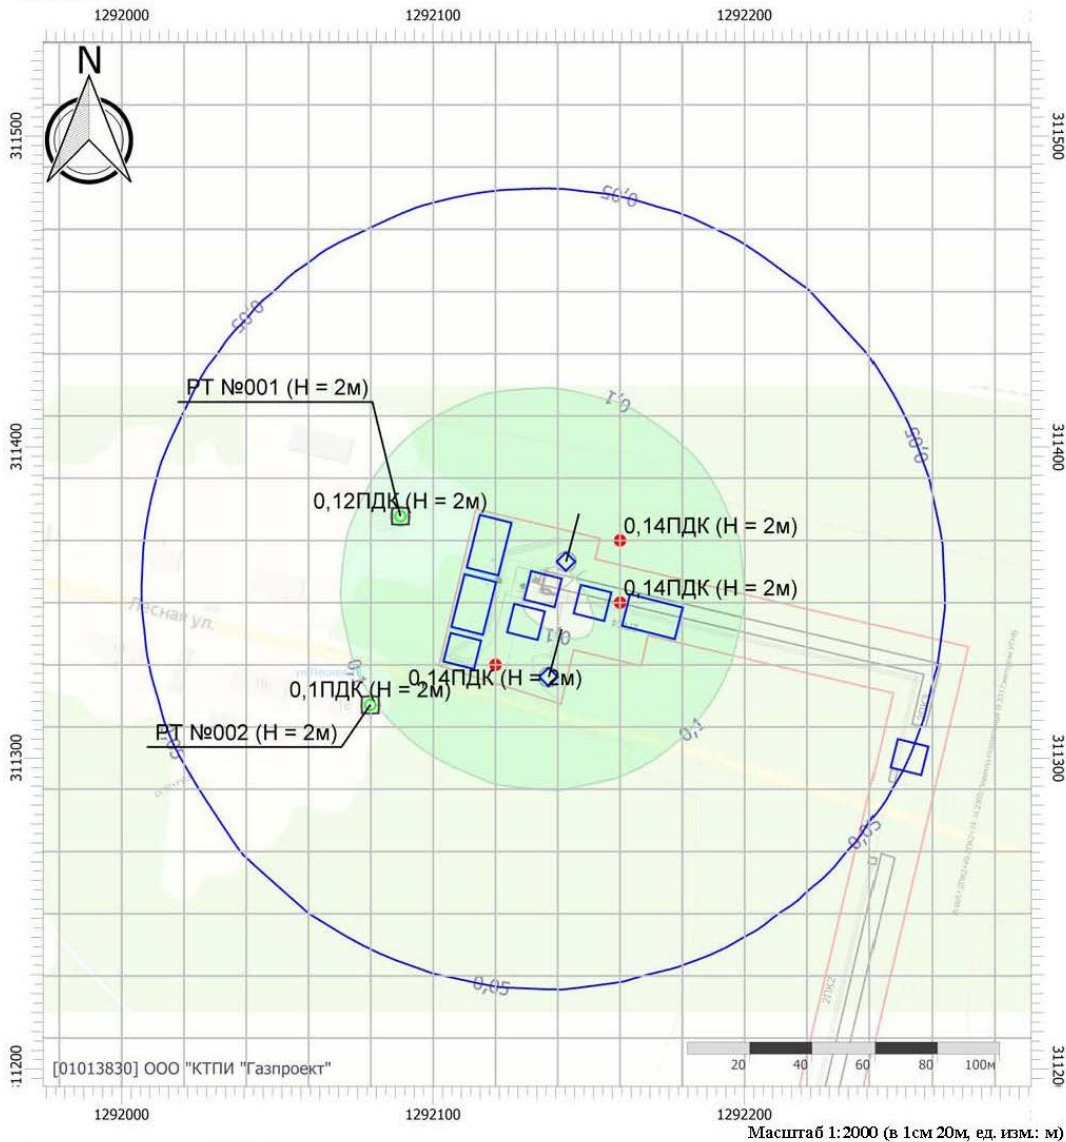 1292000
1292100
1292200
N
311500
311500
0,05
0,05
РТ №001 (H = 2м)
0,1
311400
0,05
311400
0,12ПДК (H = 2м)
0,14ПДК (H = 2м)
0,14ПДК (H = 2м)
Лесная ул.
0,1
0,14ПДК (H = 2м)
0,1ПДК (H = 2м)
РТ №002 (H = 2м)
0,1
311300
311300
0,05
0,05
2ПК2
[01013830] ООО "КТПИ "Газпроект"
20 40 60 80 100м
1292000
1292100
1292200
Масштаб 1:2000 (в 1см 20м, ед. изм.: м)